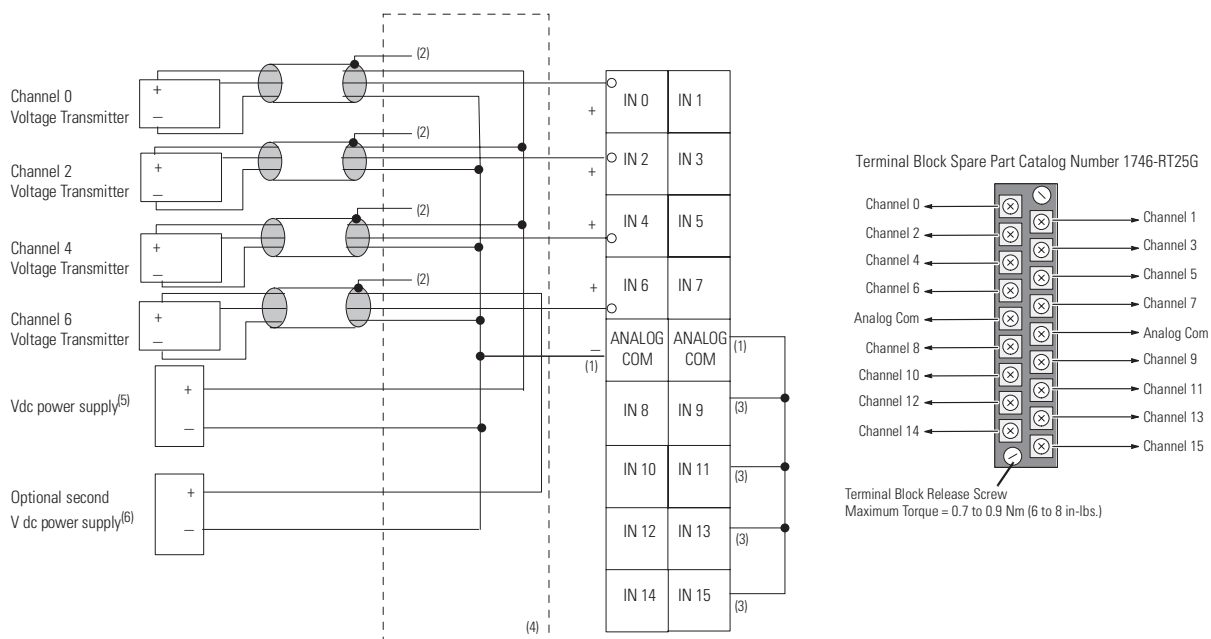 (2)
Channel 0
Voltage Transmitter
+
–
+
IN 0 IN 1
(2)
Channel 2
Voltage Transmitter
+
–
+
IN 2 IN 3
(2)
Channel 4
Voltage Transmitter
+
–
+
IN 4 IN 5
(2)
Channel 6
Voltage Transmitter
+
–
+
IN 6 IN 7
–
(1)
ANALOG COM ANALOG COM
(1)
Vdc power supply(5)
+
–
IN 8 IN 9
(3)
IN 10 IN 11
(3)
Optional second
V dc power supply(6)
+
–
IN 12 IN 13
(3)
IN 14 IN 15
(3)
(4)
Terminal Block Spare Part Catalog Number 1746-RT25G
Channel 0
Channel 1
Channel 2
Channel 3
Channel 4
Channel 5
Channel 6
Channel 7
Analog Com
Analog Com
Channel 8
Channel 9
Channel 10
Channel 11
Channel 12
Channel 13
Channel 14
Channel 15
Terminal Block Release Screw
Maximum Torque = 0.7 to 0.9 Nm (6 to 8 in-lbs.)